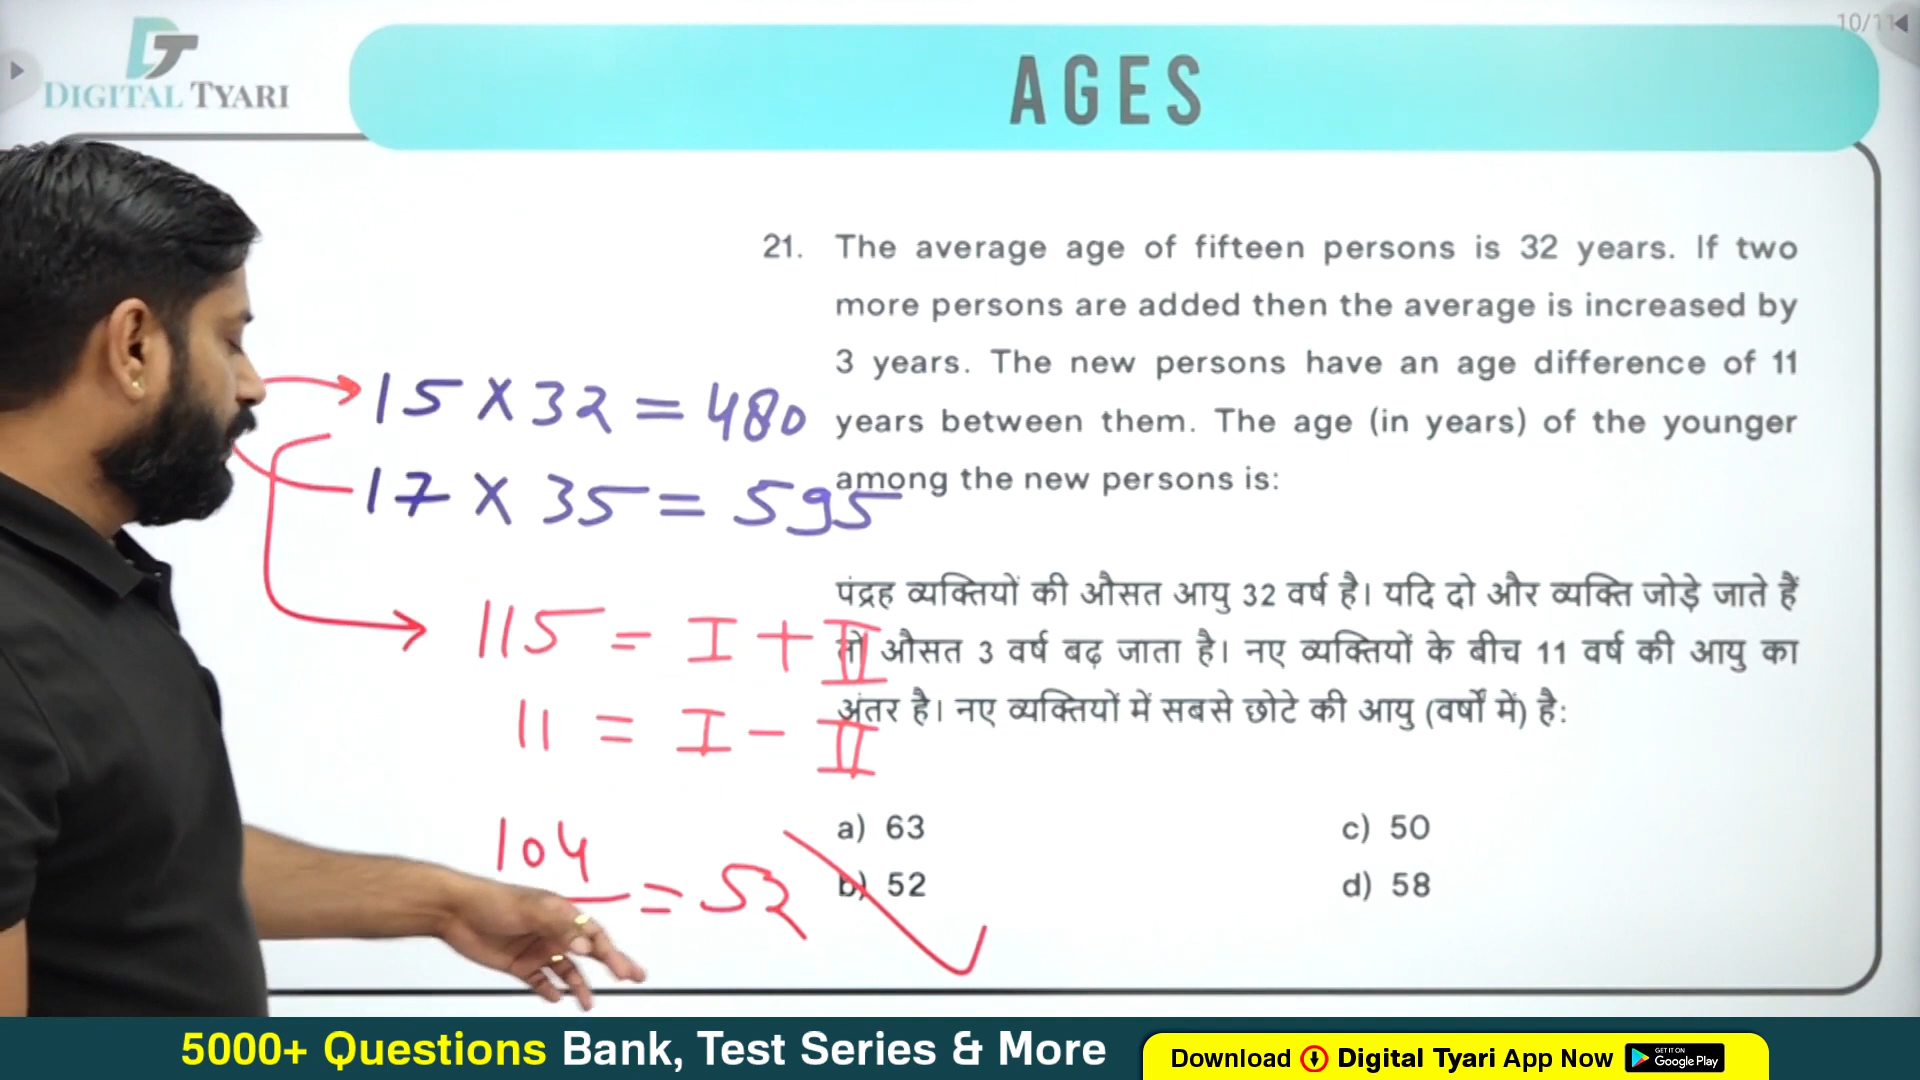 10/11
DT
DIGITAL TYARI
AGES
21. The average age of fifteen persons is 32 years. If two
more persons are added then the average is increased by
3 years. The new persons have an age difference of 11
years between them. The age (in years) of the younger
among the new persons is:
15 X 32 = 480
17 X 35 = 595
पंद्रह व्यक्तियों की औसत आयु 32 वर्ष है। यदि दो और व्यक्ति जोड़े जाते हैं
तो औसत 3 वर्ष बढ़ जाता है। नए व्यक्तियों के बीच 11 वर्ष की आयु का
अंतर है। नए व्यक्तियों में सबसे छोटे की आयु (वर्षों में) है:
115 = I + II
11 = I - II
104
= 52
a) 63
c) 50
b) 52
d) 58
5000+ Questions Bank, Test Series & More
Download Digital Tyari App Now
GET IT ON
Google Play